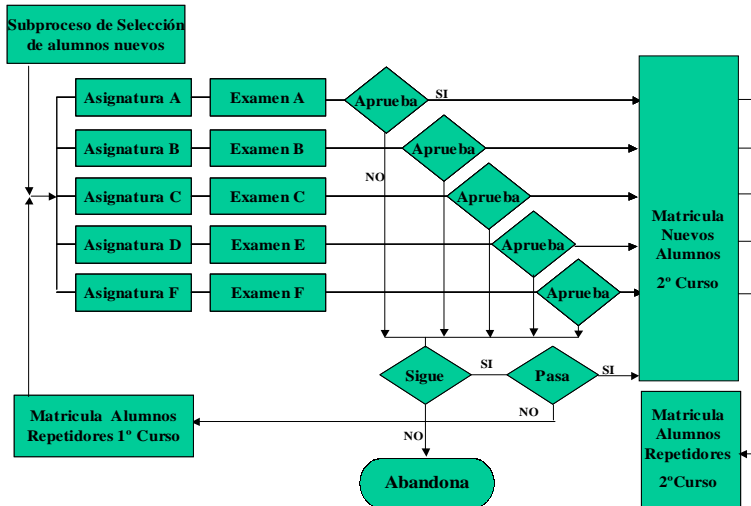 Subproceso de Selección
de alumnos nuevos
Asignatura A
Examen A
Aprueba
SI
Asignatura B
Examen B
Aprueba
NO
Asignatura C
Examen C
Aprueba
Asignatura D
Examen E
Aprueba
Asignatura F
Examen F
Aprueba
Matricula
Nuevos
Alumnos
2º Curso
Sigue
SI
Pasa
SI
NO
NO
Matricula Alumnos
Repetidores 1º Curso
Abandona
Matricula
Alumnos
Repetidores
2ºCurso